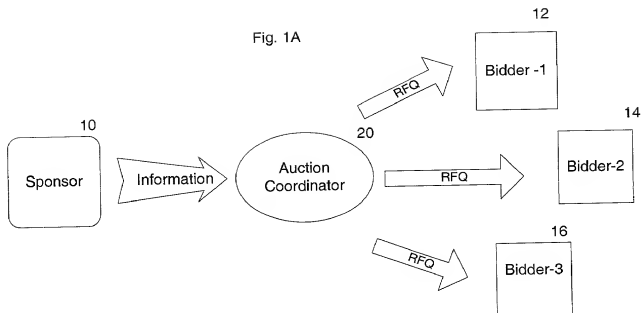 Fig. 1A
12
Bidder -1
RFQ
10
Sponsor
Information
20
Auction
Coordinator
RFQ
14
Bidder-2
RFQ
16
Bidder-3